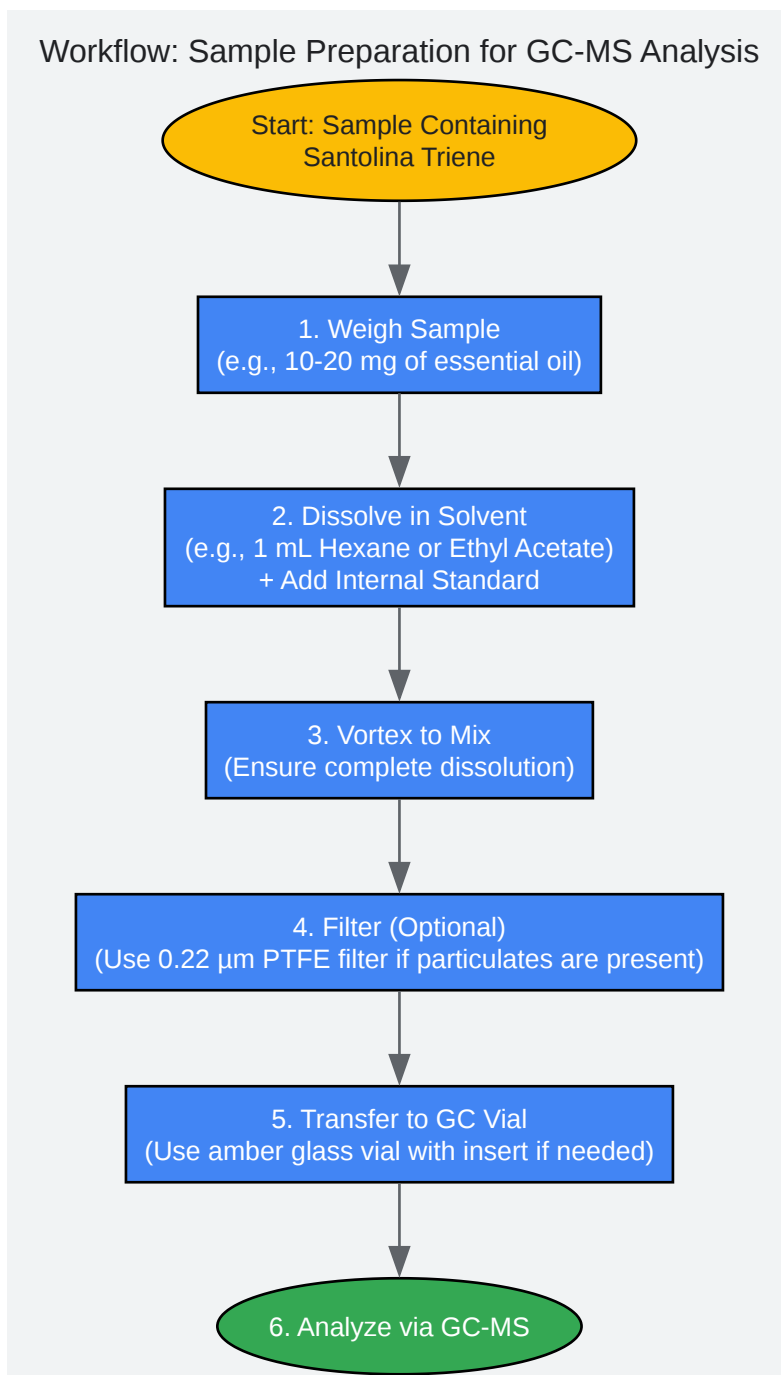 Workflow: Sample Preparation for GC-MS Analysis
Start: Sample Containing
Santolina Triene
1. Weigh Sample
(e.g., 10-20 mg of essential oil)
2. Dissolve in Solvent
(e.g., 1 mL Hexane or Ethyl Acetate)
+ Add Internal Standard
3. Vortex to Mix
(Ensure complete dissolution)
4. Filter (Optional)
(Use 0.22 µm PTFE filter if particulates are present)
5. Transfer to GC Vial
(Use amber glass vial with insert if needed)
6. Analyze via GC-MS